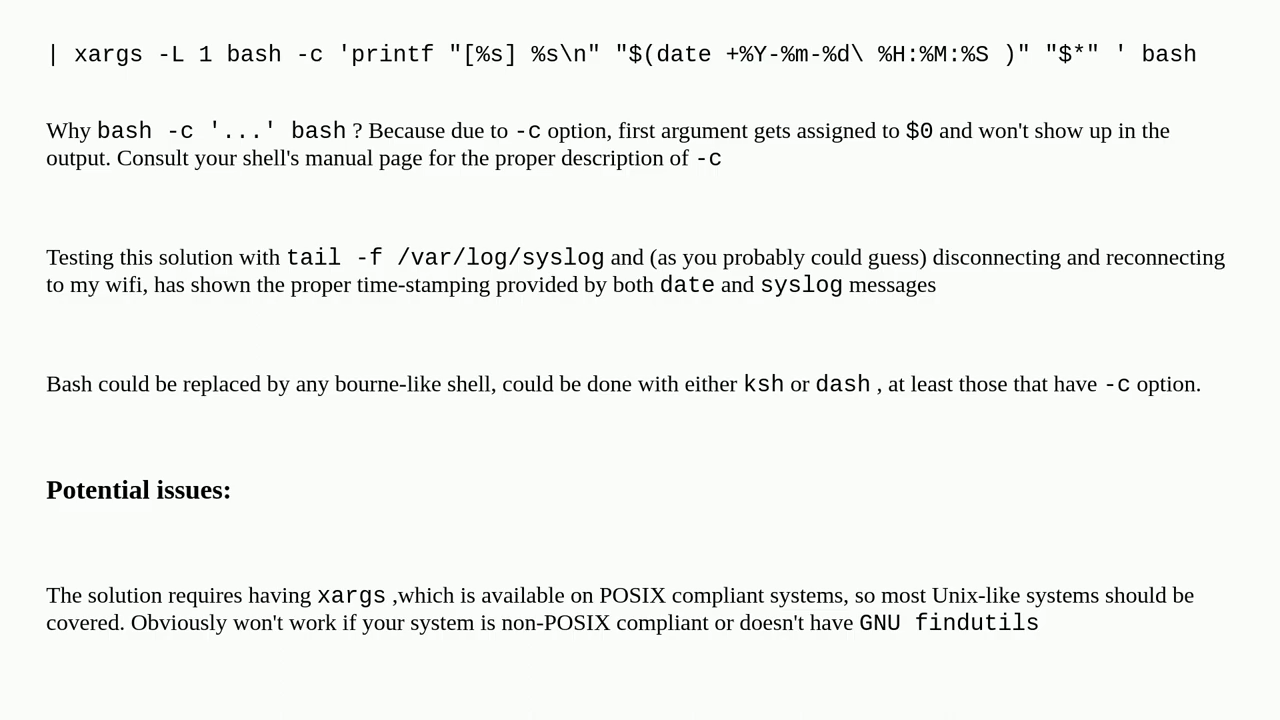 | xargs -L 1 bash -c 'printf "[%s] %s\n" "$(date +%Y-%m-%d\ %H:%M:%S )" "$*" ' bash
Why bash -c '...' bash ? Because due to -c option, first argument gets assigned to $0 and won't show up in the
output. Consult your shell's manual page for the proper description of -c
Testing this solution with tail -f /var/log/syslog and (as you probably could guess) disconnecting and reconnecting
to my wifi, has shown the proper time-stamping provided by both date and syslog messages
Bash could be replaced by any bourne-like shell, could be done with either ksh or dash , at least those that have -c option.
Potential issues:
The solution requires having xargs ,which is available on POSIX compliant systems, so most Unix-like systems should be
covered. Obviously won't work if your system is non-POSIX compliant or doesn't have GNU findutils